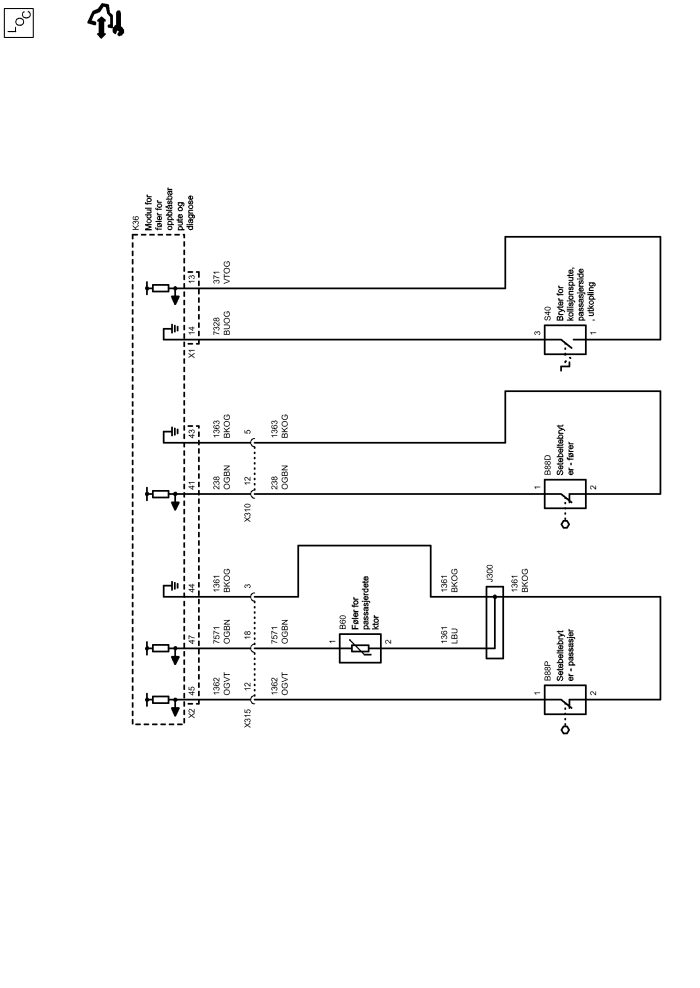 LOC
K36
Modul for
føler for
oppblåsbar
pute og
diagnose
13
371
VTOG
14
X1
7328
BUOG
3
S40
Bryter for
kollisjonspute,
passasjerside
, utkopling
1
43
1363
BKOG
5
1363
BKOG
41
238
OGBN
12
X310
238
OGBN
1
B88D
Setebeltebryt
er - fører
2
44
1361
BKOG
3
1361
BKOG
J300
1361
BKOG
47
7571
OGBN
18
7571
OGBN
1
B60
Føler for
passasjerdete
ktor
2
1361
LBU
45
X2
1362
OGVT
12
X315
1362
OGVT
1
B88P
Setebeltebryt
er - passasjer
2